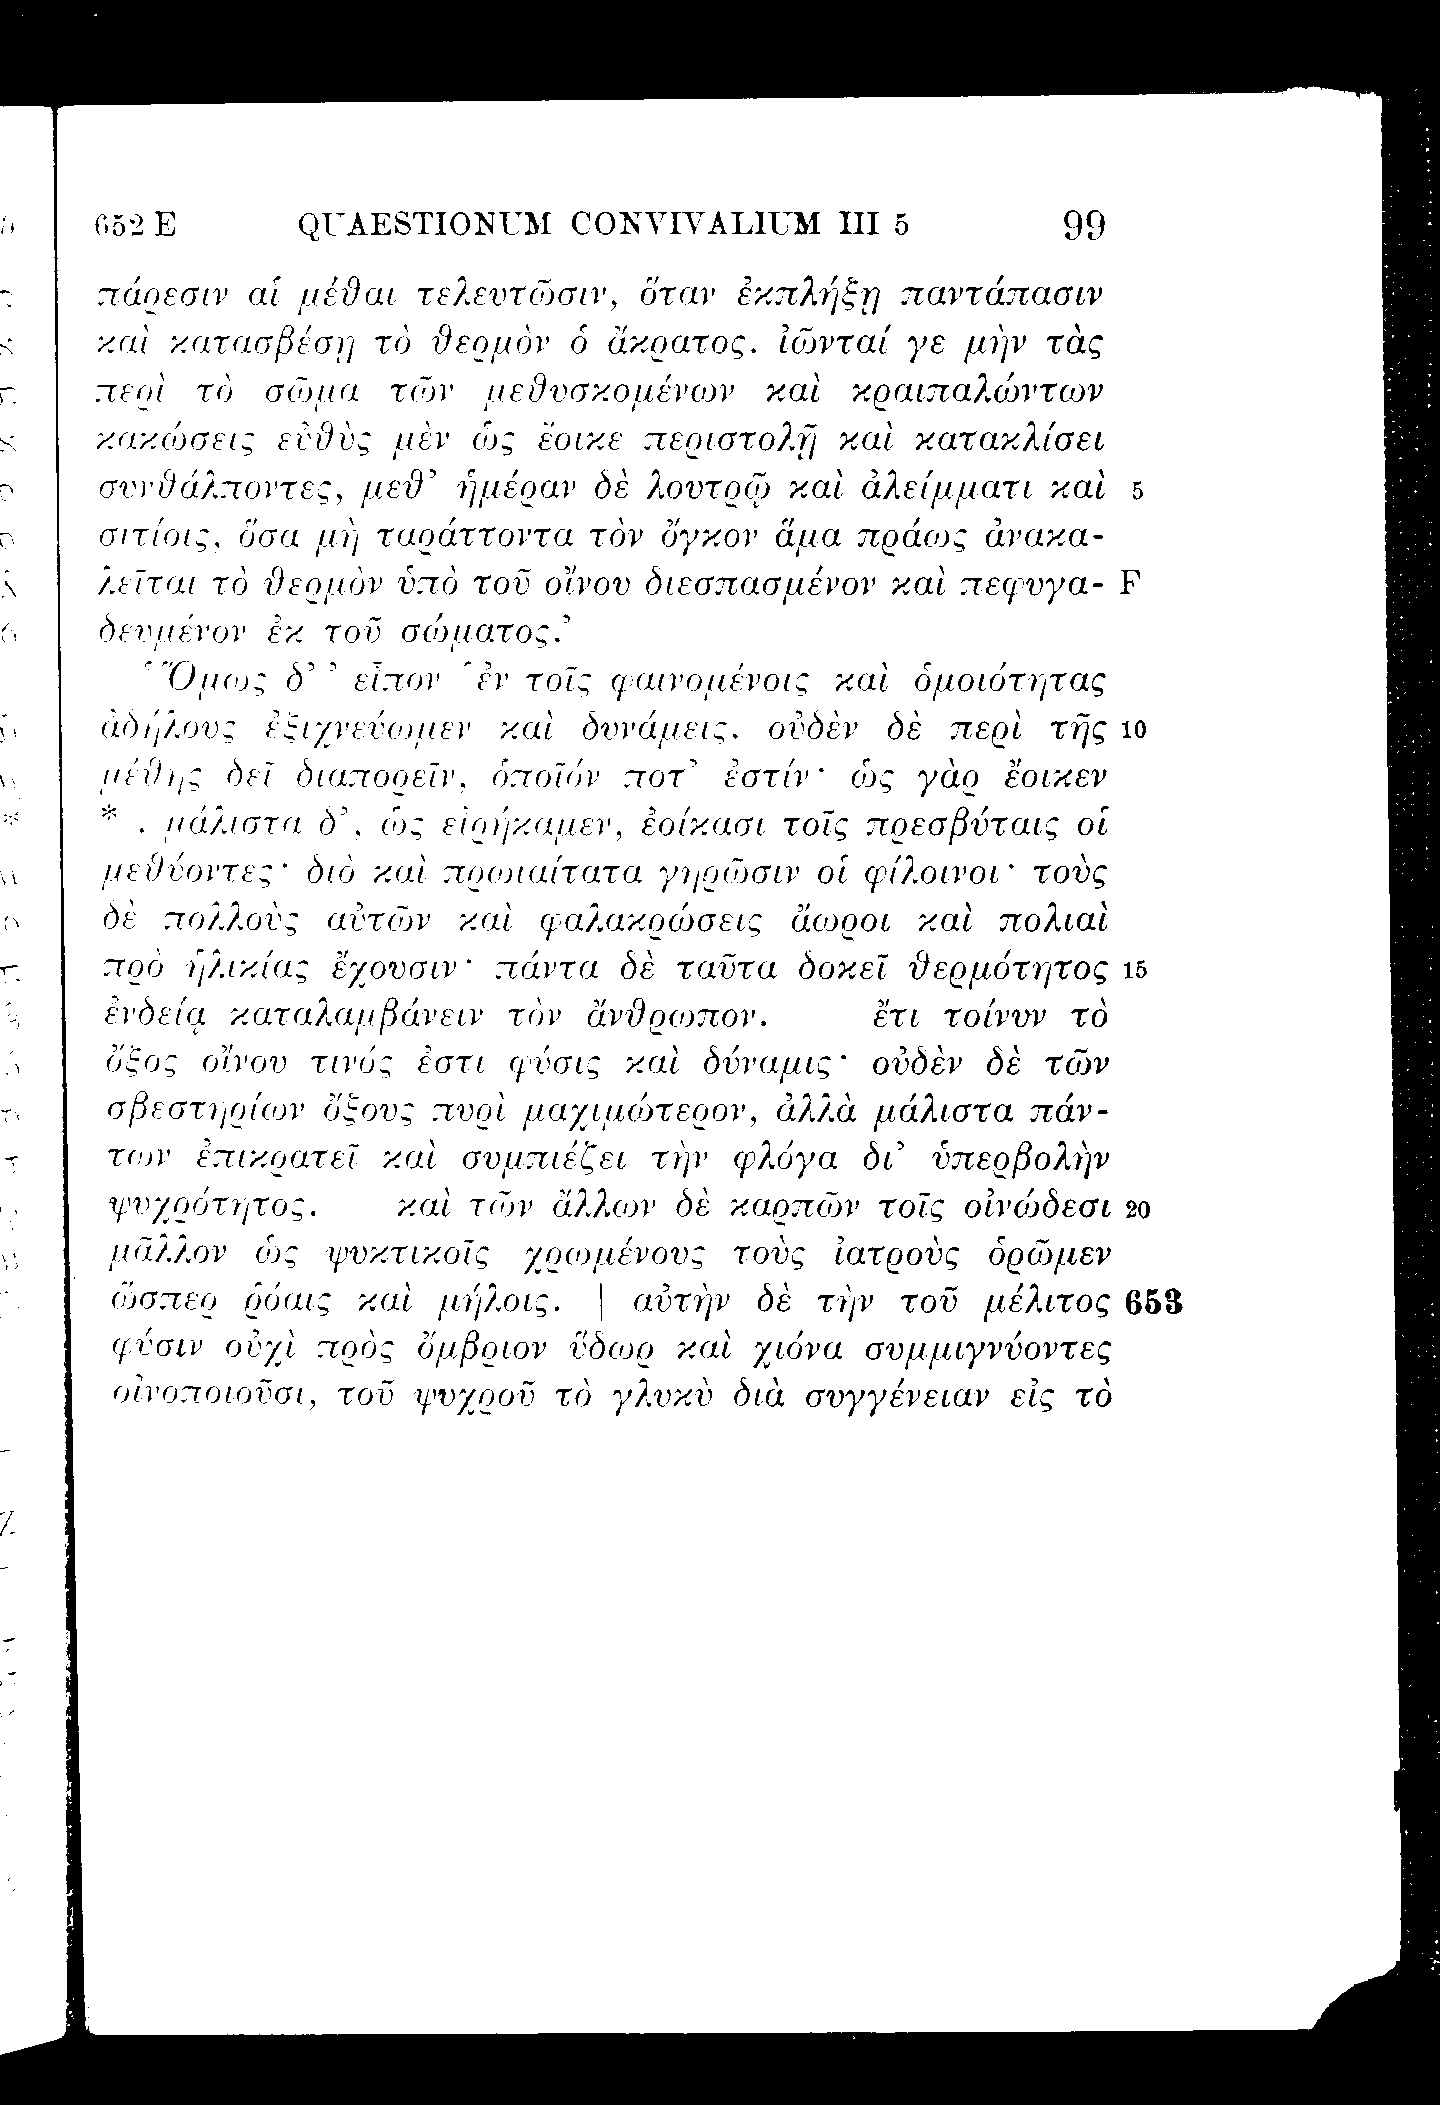 652 E QUAESTIONUM CONVIVALIUM III 5 99
πάρεσιν αἱ μέθαι τελευτῶσιν, ὅταν ἐκπλήξῃ παντάπασιν
καὶ κατασβέσῃ τὸ θερμὸν ὁ ἄκρατος. ἰῶνταί γε μὴν τὰς
περὶ τὸ σῶμα τῶν μεθυσκομένων καὶ κραιπαλώντων
κακώσεις εὐθὺς μὲν ὡς ἔοικε περιστολῇ καὶ κατακλίσει
συνθάλποντες, μεθ’ ἡμέραν δὲ λουτρῷ καὶ ἀλείμματι καὶ 5
σιτίοις, ὅσα μὴ ταράττοντα τὸν ὄγκον ἅμα πράως ἀνακα-
λεῖται τὸ θερμὸν ὑπὸ τοῦ οἴνου διεσπασμένον καὶ πεφυγα- F
δευμένον ἐκ τοῦ σώματος.’
‘Ὅμως δ’ ’ εἶπον ‘ἐν τοῖς φαινομένοις καὶ ὁμοιότητας
ἀδήλους ἐξιχνεύωμεν καὶ δυνάμεις. οὐδὲν δὲ περὶ τῆς 10
μέθης δεῖ διαπορεῖν, ὁποῖόν ποτ’ ἐστίν· ὡς γὰρ ἔοικεν
* . μάλιστα δ’, ὡς εἰρήκαμεν, ἐοίκασι τοῖς πρεσβύταις οἱ
μεθύοντες· διὸ καὶ πρωιαίτατα γηρῶσιν οἱ φίλοινοι· τοὺς
δὲ πολλοὺς αὐτῶν καὶ φαλακρώσεις ἄωροι καὶ πολιαὶ
πρὸ ἡλικίας ἔχουσιν· πάντα δὲ ταῦτα δοκεῖ θερμότητος 15
ἐνδείᾳ καταλαμβάνειν τὸν ἄνθρωπον. ἔτι τοίνυν τὸ
ὄξος οἴνου τινός ἐστι φύσις καὶ δύναμις· οὐδὲν δὲ τῶν
σβεστηρίων ὄξους πυρὶ μαχιμώτερον, ἀλλὰ μάλιστα πάν-
των ἐπικρατεῖ καὶ συμπιέζει τὴν φλόγα δι’ ὑπερβολὴν
ψυχρότητος. καὶ τῶν ἄλλων δὲ καρπῶν τοῖς οἰνώδεσι 20
μᾶλλον ὡς ψυκτικοῖς χρωμένους τοὺς ἰατροὺς ὁρῶμεν
ὥσπερ ῥόαις καὶ μήλοις. | αὐτὴν δὲ τὴν τοῦ μέλιτος 653
φύσιν οὐχὶ πρὸς ὄμβριον ὕδωρ καὶ χιόνα συμμιγνύοντες
οἰνοποιοῦσι, τοῦ ψυχροῦ τὸ γλυκὺ διὰ συγγένειαν εἰς τὸ